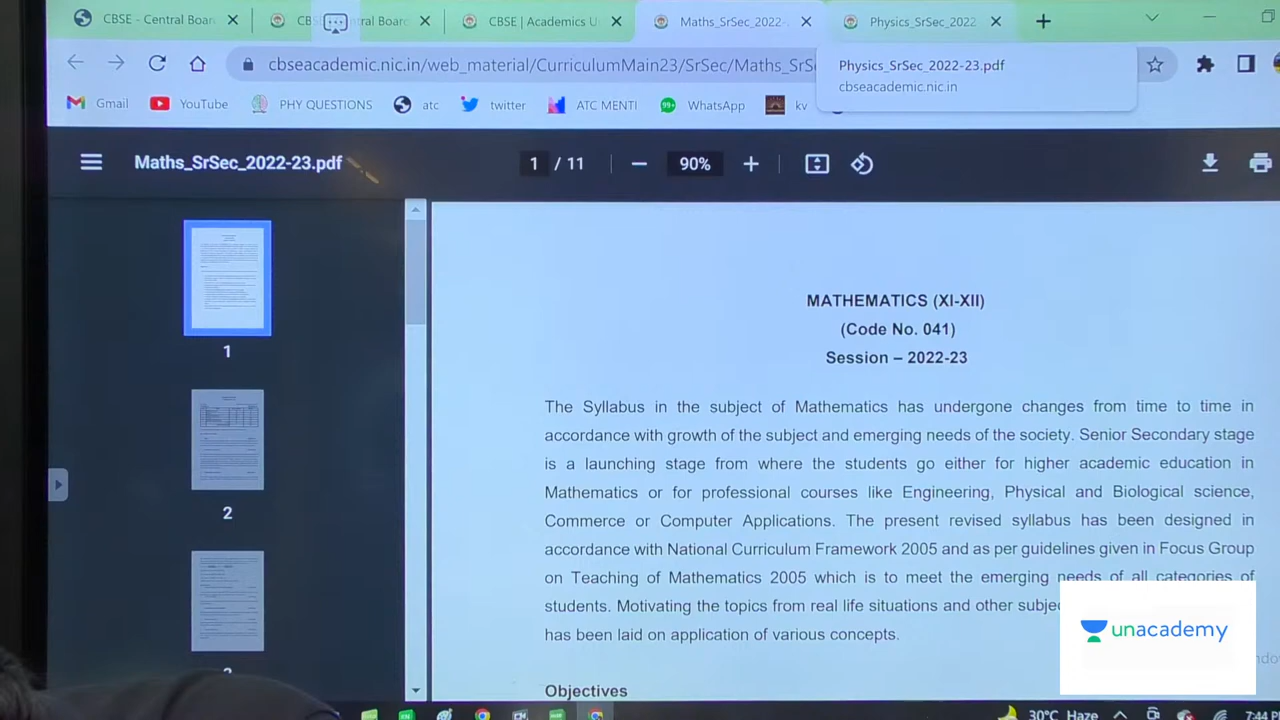 CBSE - Central Boar
CBS
tral Board
CBSE | Academics U
Maths_SrSec_2022-
Physics_SrSec_2022
cbseacademic.nic.in/web_material/CurriculumMain23/SrSec/Maths_SrS
Physics_SrSec_2022-23.pdf
cbseacademic.nic.in
Gmail
YouTube
PHY QUESTIONS
atc
twitter
ATC MENTI
99+
WhatsApp
kv
Maths_SrSec_2022-23.pdf
1 / 11
90%
1
2
MATHEMATICS (XI-XII)
(Code No. 041)
Session – 2022-23
The Syllabus in the subject of Mathematics has undergone changes from time to time in
accordance with growth of the subject and emerging needs of the society. Senior Secondary stage
is a launching stage from where the students go either for higher academic education in
Mathematics or for professional courses like Engineering, Physical and Biological science,
Commerce or Computer Applications. The present revised syllabus has been designed in
accordance with National Curriculum Framework 2005 and as per guidelines given in Focus Group
on Teaching of Mathematics 2005 which is to meet the emerging needs of all categories of
students. Motivating the topics from real life situations and other subje
has been laid on application of various concepts.
Objectives
unacademy
30°C Haze
7:44 P